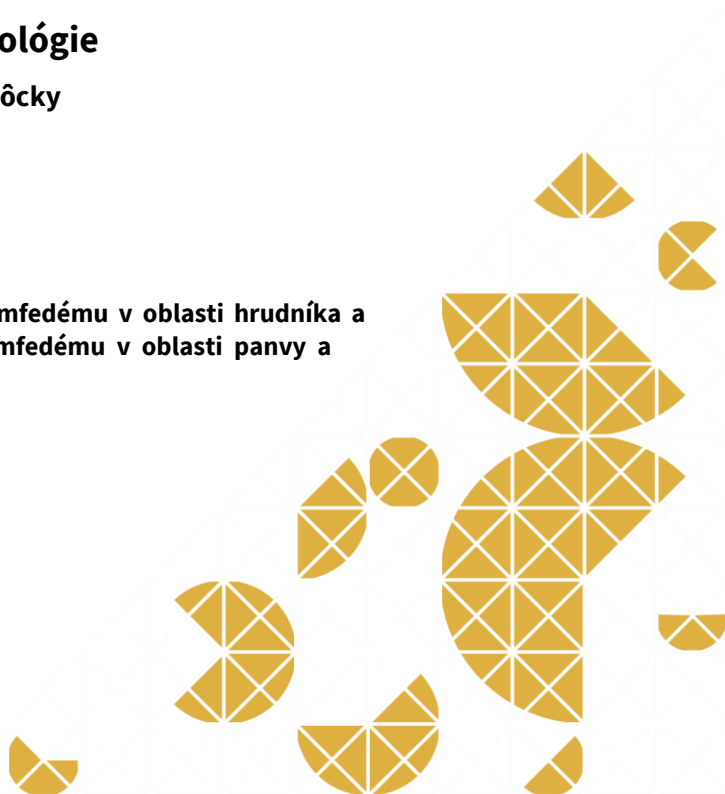 ológie
ôcky
mfedému v oblasti hrudníka a
mfedému v oblasti panvy a